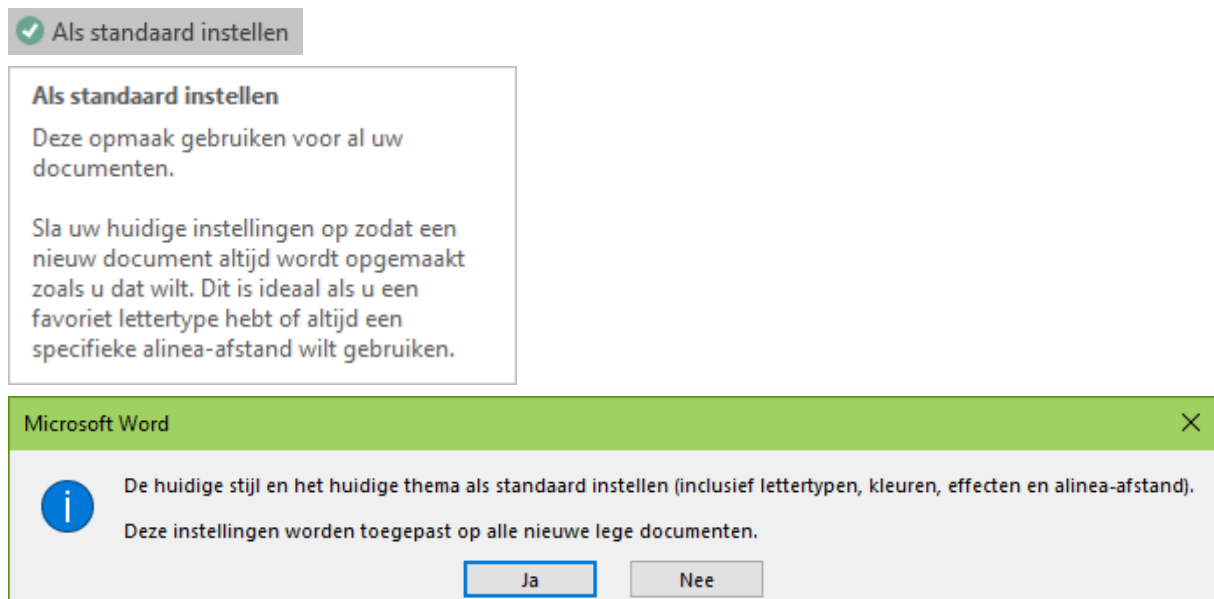 Als standaard instellen
Als standaard instellen
Deze opmaak gebruiken voor al uw
documenten.
Sla uw huidige instellingen op zodat een
nieuw document altijd wordt opgemaakt
zoals u dat wilt. Dit is ideaal als u een
favoriet lettertype hebt of altijd een
specifieke alinea-afstand wilt gebruiken.
Microsoft Word
De huidige stijl en het huidige thema als standaard instellen (inclusief lettertypen, kleuren, effecten en alinea-afstand).
Deze instellingen worden toegepast op alle nieuwe lege documenten.
Ja Nee